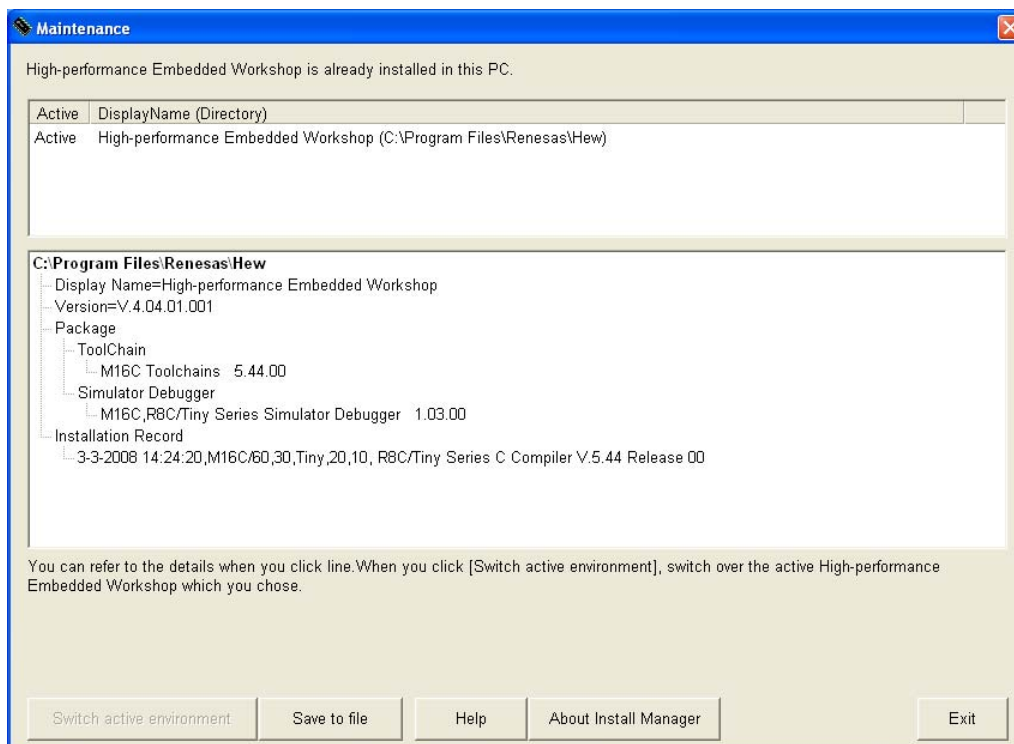 Maintenance
High-performance Embedded Workshop is already installed in this PC.
Active DisplayName (Directory)
Active High-performance Embedded Workshop (C:\Program Files\Renesas\Hew)
C:\Program Files\Renesas\Hew
Display Name=High-performance Embedded Workshop
Version=V.4.04.01.001
Package
ToolChain
M16C Toolchains 5.44.00
Simulator Debugger
M16C,R8C/Tiny Series Simulator Debugger 1.03.00
Installation Record
3-3-2008 14:24:20,M16C/60,30,Tiny,20,10, R8C/Tiny Series C Compiler V.5.44 Release 00
You can refer to the details when you click line.When you click [Switch active environment], switch over the active High-performance
Embedded Workshop which you chose.
Switch active environment Save to file Help About Install Manager Exit